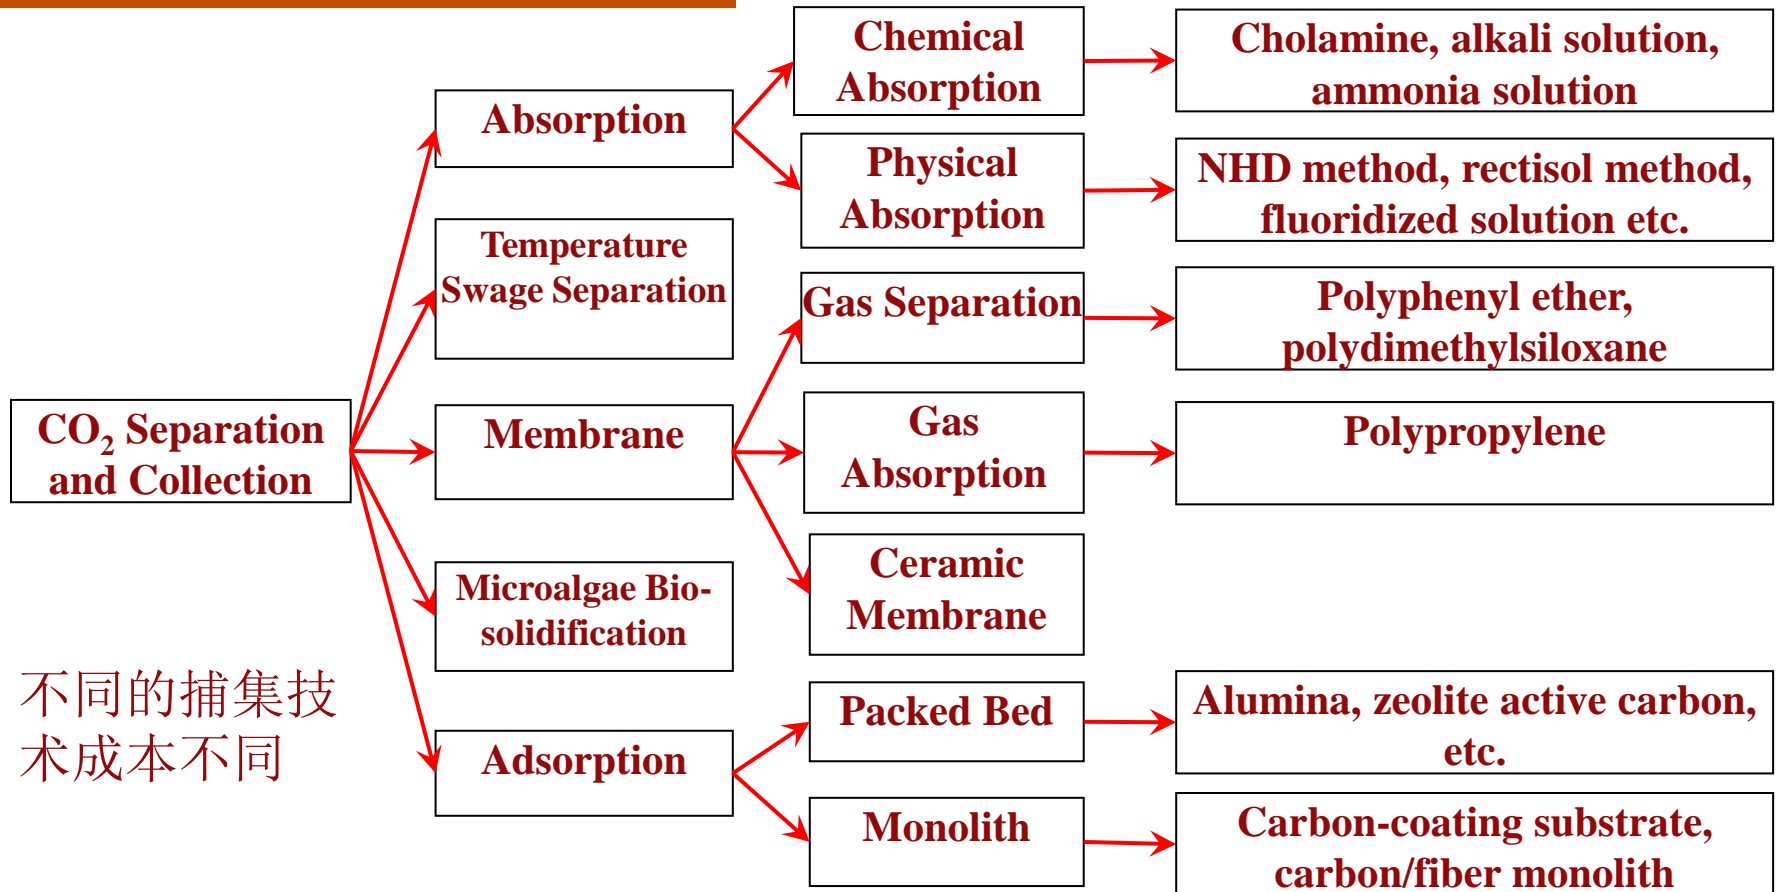 CO₂ Separation
and Collection
Absorption
Temperature
Swage Separation
Membrane
Microalgae Bio-
solidification
Adsorption
Chemical
Absorption
Physical
Absorption
Gas Separation
Gas
Absorption
Ceramic
Membrane
Packed Bed
Monolith
Cholamine, alkali solution,
ammonia solution
NHD method, rectisol method,
fluoridized solution etc.
Polyphenyl ether,
polydimethylsiloxane
Polypropylene
Alumina, zeolite active carbon,
etc.
Carbon-coating substrate,
carbon/fiber monolith
不同的捕集技
术成本不同